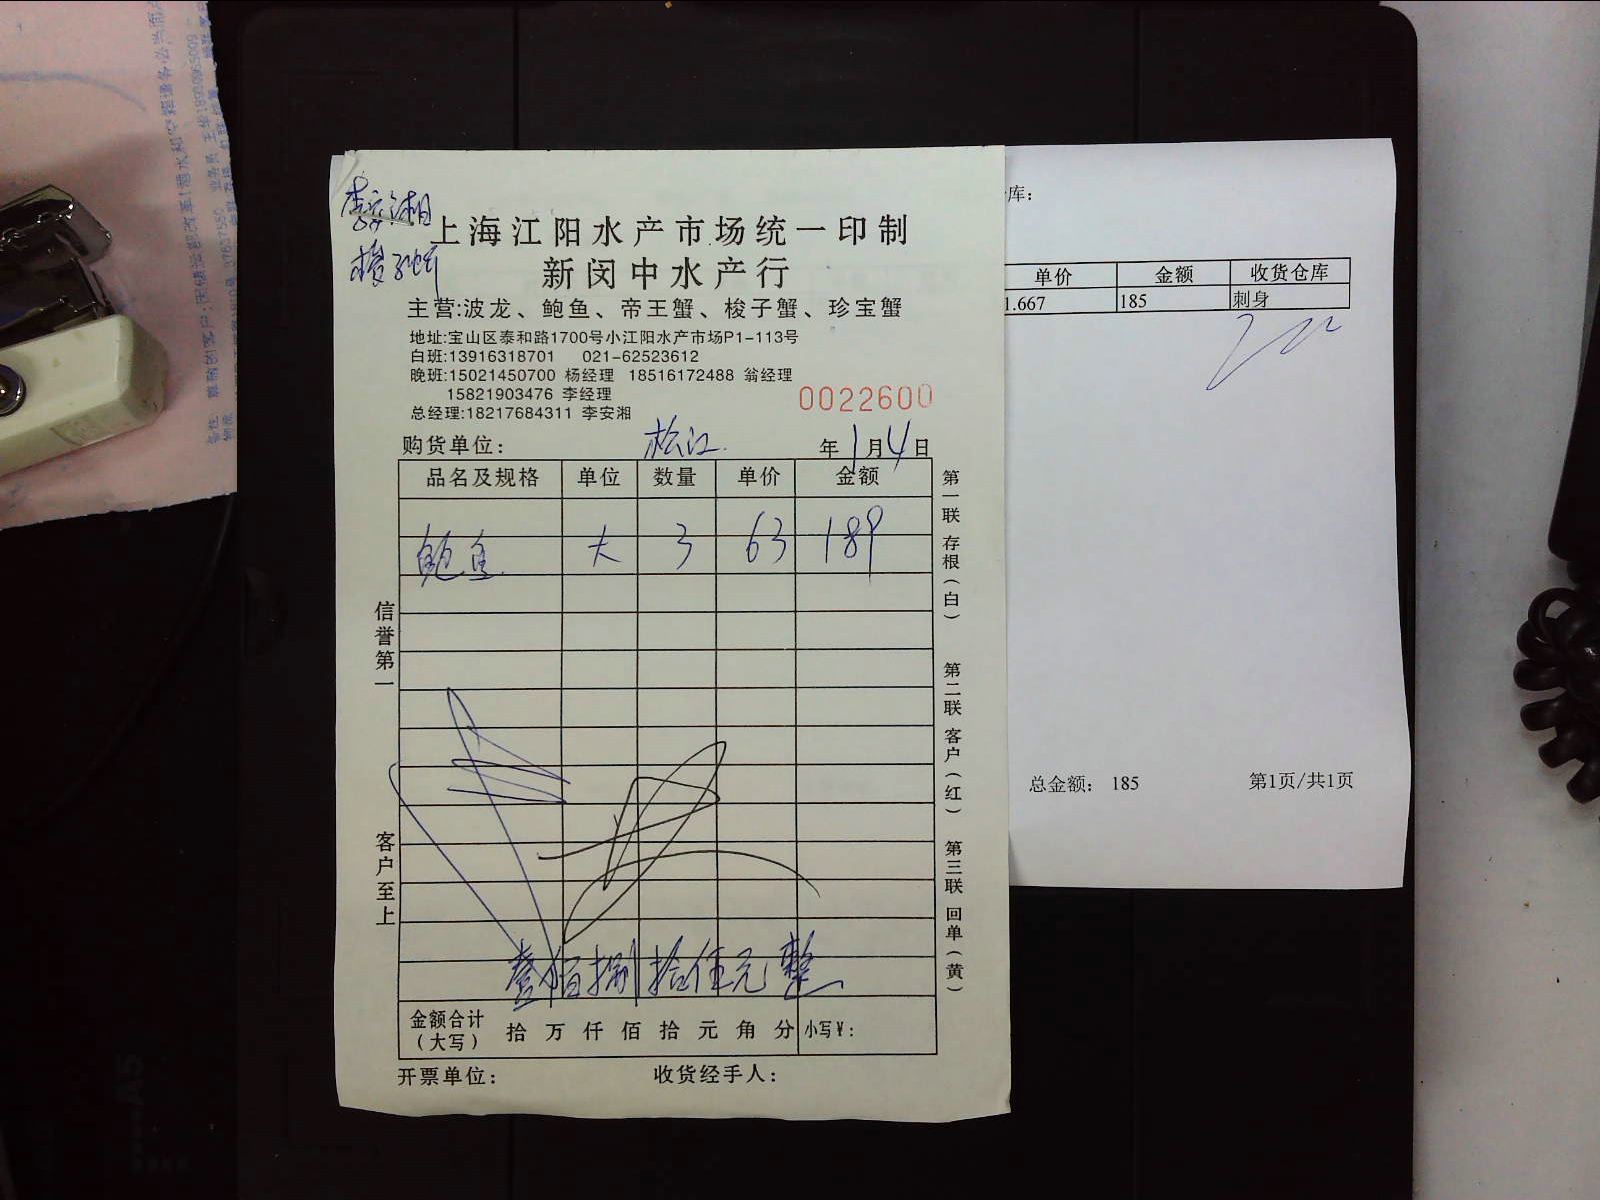 上海江阳水产市场统一印制
新闵中水产行
主营:波龙、鲍鱼、帝王蟹、梭子蟹、珍宝蟹
地址:宝山区泰和路1700号小江阳水产市场P1-113号
白班:13916318701 021-62523612
晚班:15021450700 杨经理 18516172488 翁经理
15821903476 李经理
总经理:18217684311 李安湘
0022600
购货单位: 松江 年1月4日
品名及规格 单位 数量 单价 金额
鲍鱼 大 3 63 189
壹佰捌拾伍元整
金额合计(大写) 拾万仟佰拾元角分 小写¥:
开票单位: 收货经手人:
信誉第一
客户至上
第一联 存根(白)
第二联 客户(红)
第三联 回单(黄)
库:
单价 金额 收货仓库
1.667 185 刺身
总金额: 185 第1页/共1页